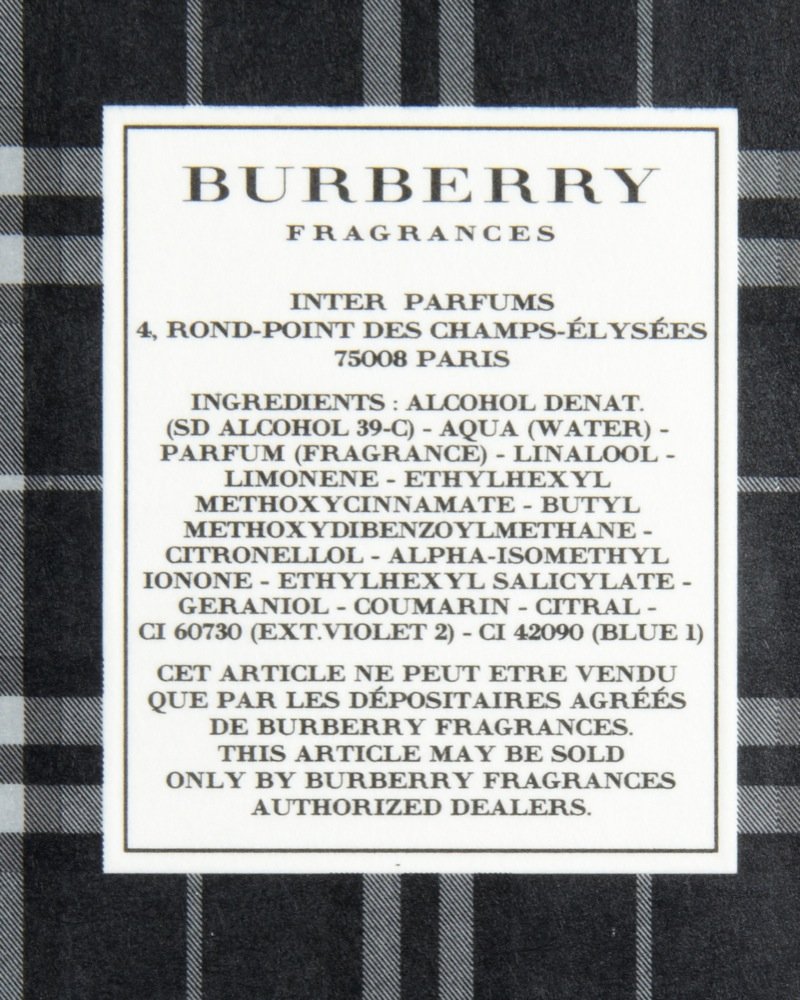 BURBERRY
FRAGRANCES
INTER PARFUMS
4, ROND-POINT DES CHAMPS-ÉLYSÉES
75008 PARIS
INGREDIENTS : ALCOHOL DENAT.
(SD ALCOHOL 39-C) - AQUA (WATER) -
PARFUM (FRAGRANCE) - LINALOOL -
LIMONENE - ETHYLHEXYL
METHOXYCINNAMATE - BUTYL
METHOXYDIBENZOYLMETHANE -
CITRONELLOL - ALPHA-ISOMETHYL
IONONE - ETHYLHEXYL SALICYLATE -
GERANIOL - COUMARIN - CITRAL -
CI 60730 (EXT.VIOLET 2) - CI 42090 (BLUE 1)
CET ARTICLE NE PEUT ETRE VENDU
QUE PAR LES DÉPOSITAIRES AGRÉÉS
DE BURBERRY FRAGRANCES.
THIS ARTICLE MAY BE SOLD
ONLY BY BURBERRY FRAGRANCES
AUTHORIZED DEALERS.